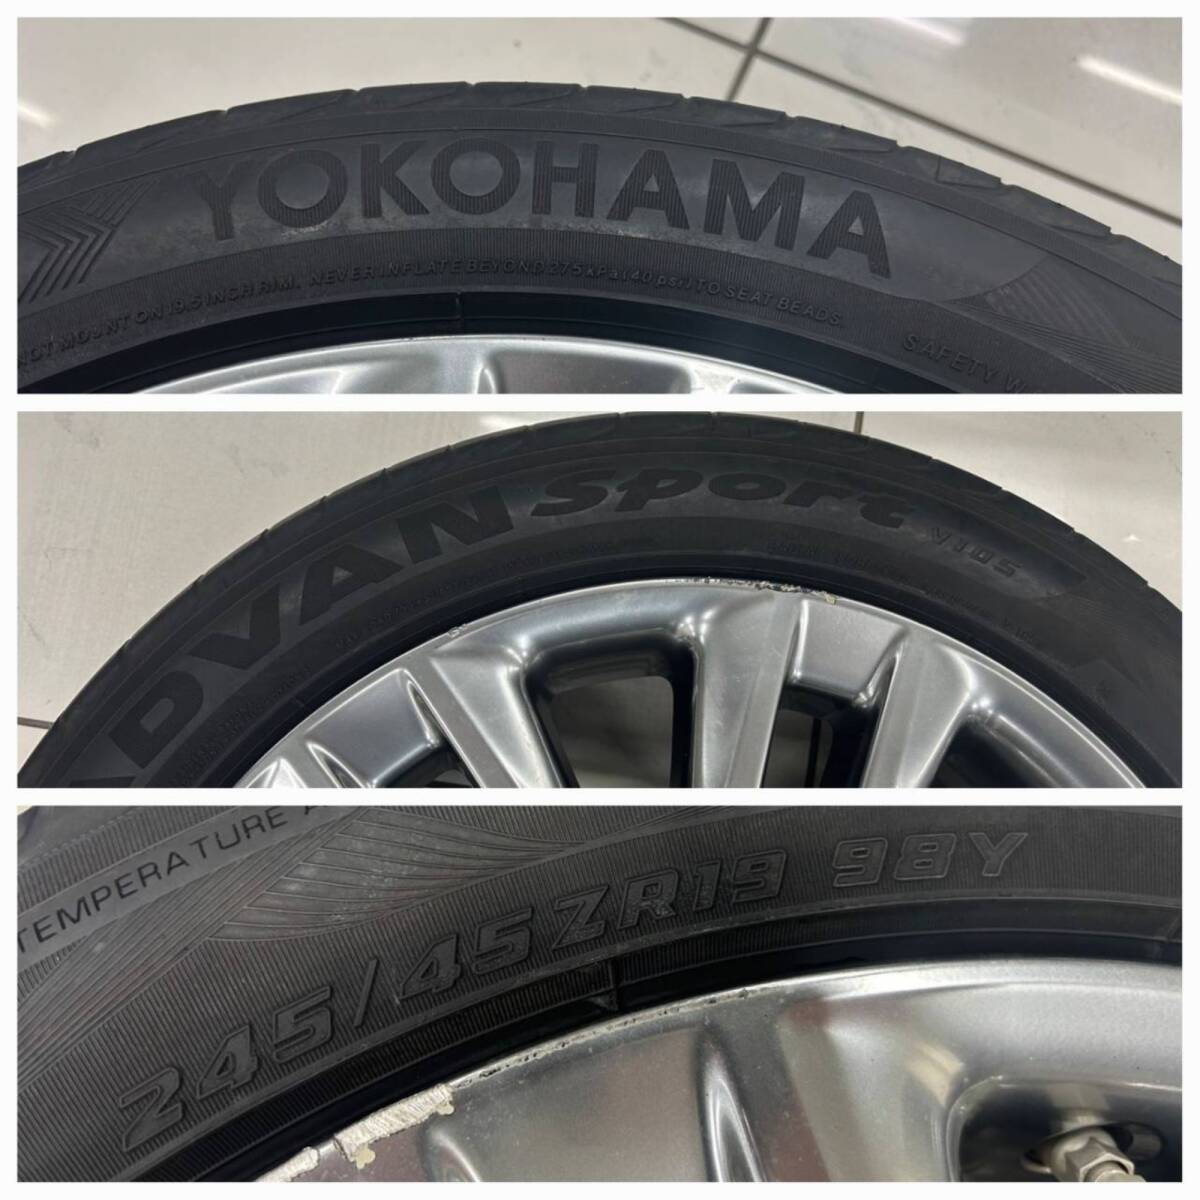 YOKOHAMA
NOT MOUNT ON 19.5 INCH RIM. NEVER INFLATE BEYOND 275 kPa (40 psi) TO SEAT BEADS.
SAFETY W
ADVAN Sport V105
TEMPERATURE A
245/45ZR19 98Y